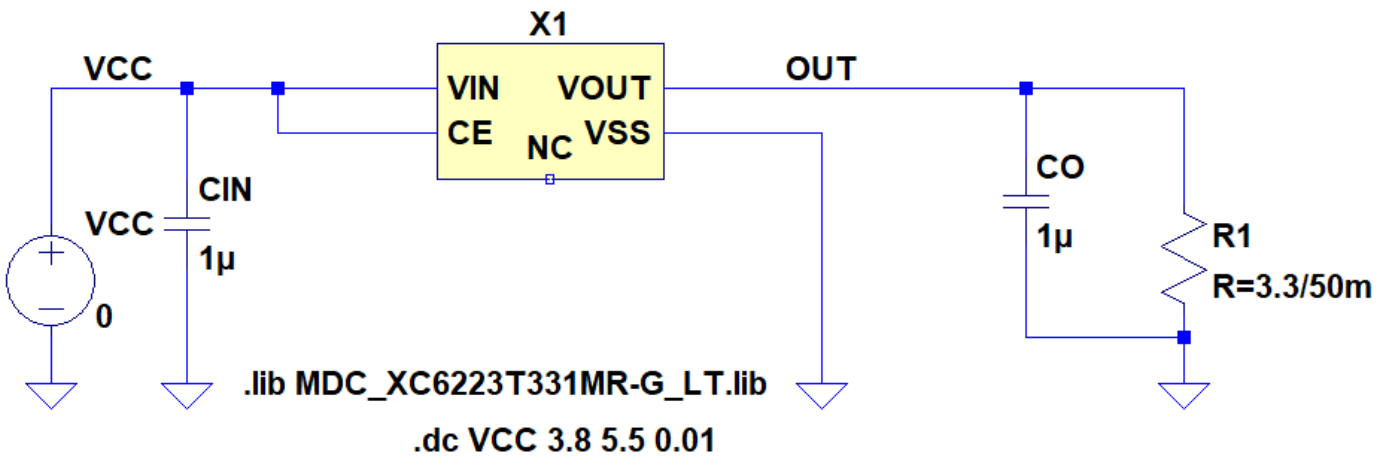 X1
VCC
OUT
VIN
VOUT
CE
VSS
NC
CIN
CO
VCC
1µ
1µ
R1
R=3.3/50m
0
.lib MDC_XC6223T331MR-G_LT.lib
.dc VCC 3.8 5.5 0.01